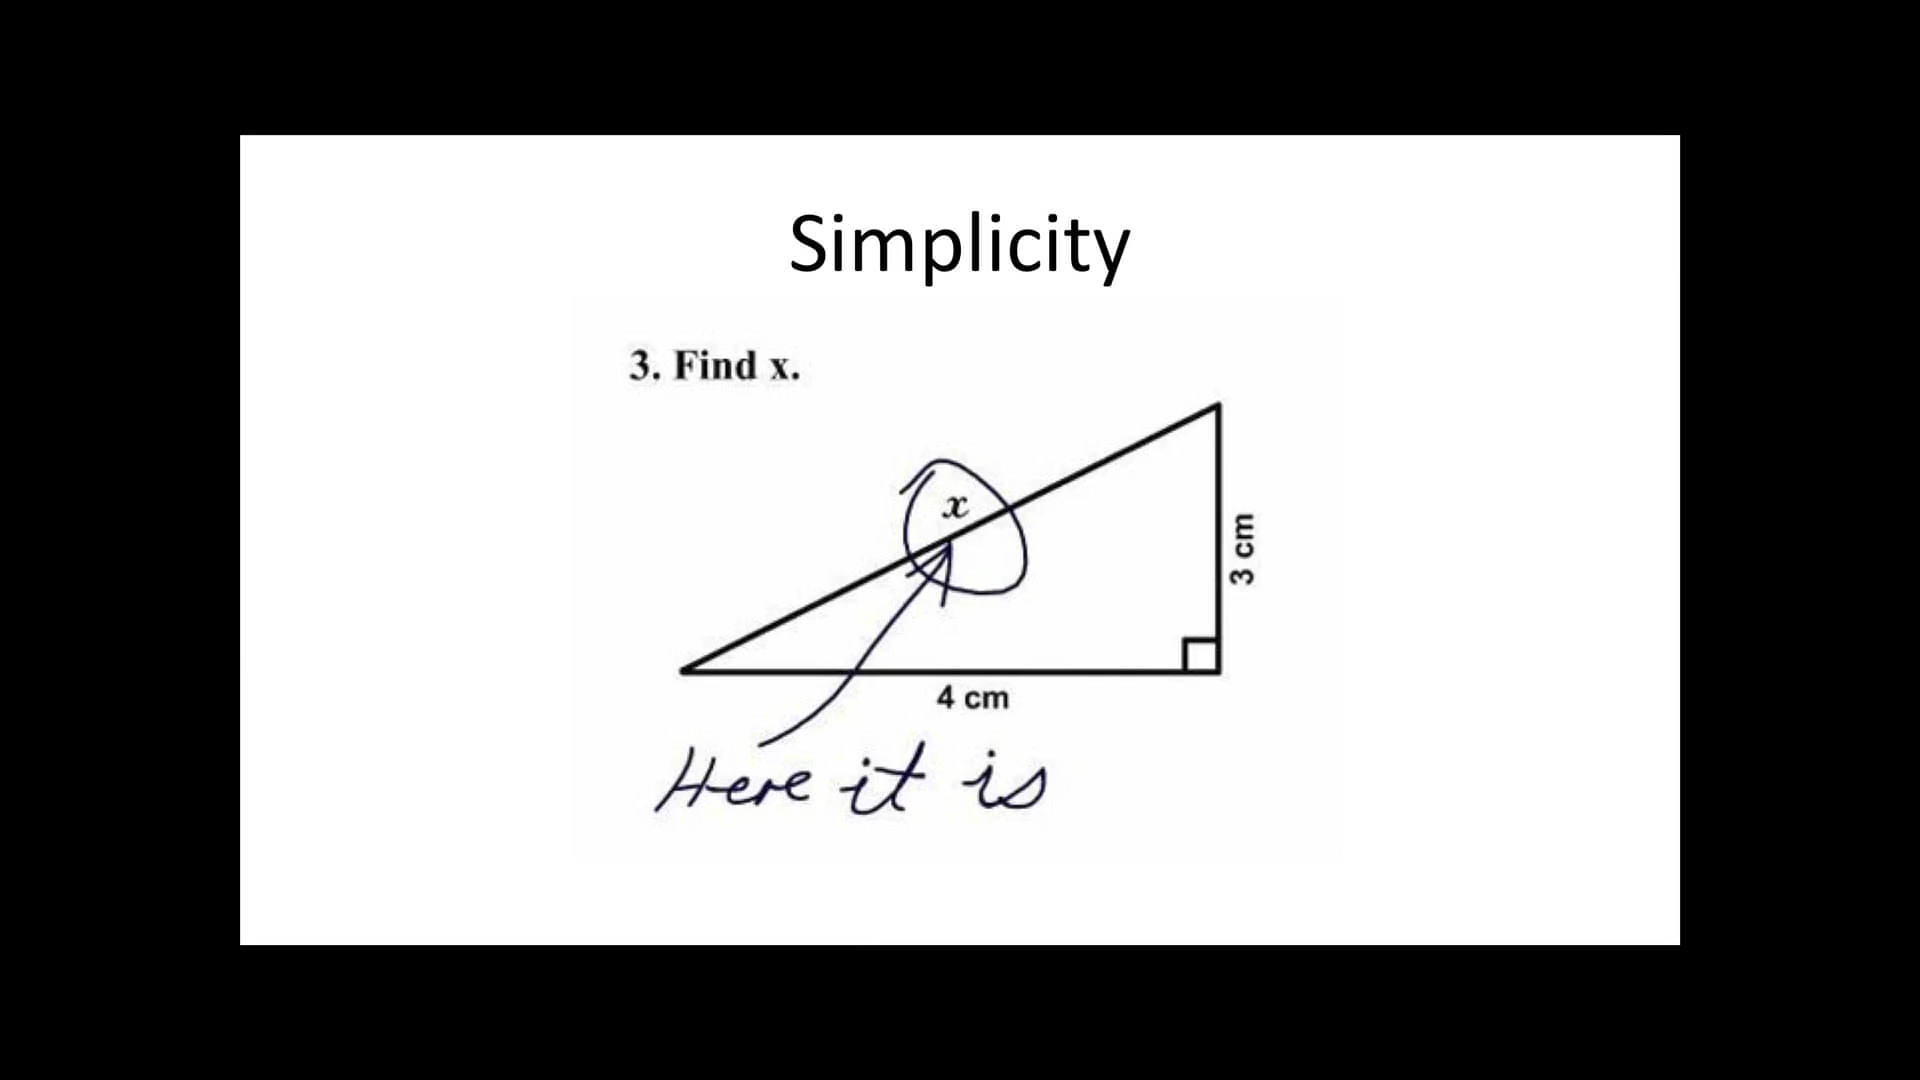 Simplicity
3. Find x.
x
3 cm
4 cm
Here it is